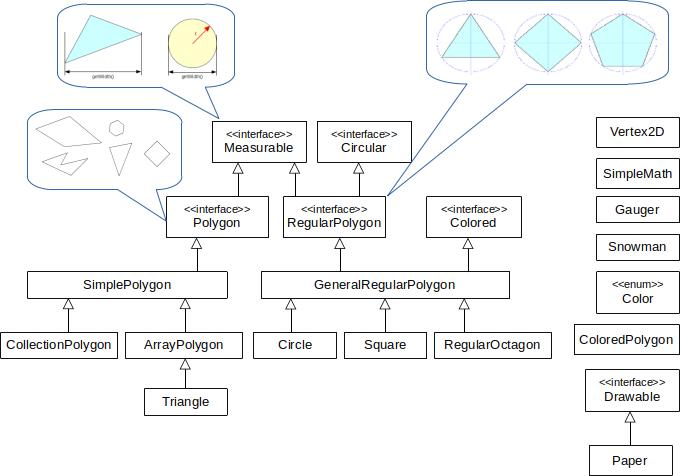 getWidth()
getWidth()
r
<<interface>>
Measurable
<<interface>>
Circular
Vertex2D
SimpleMath
<<interface>>
Polygon
<<interface>>
RegularPolygon
<<interface>>
Colored
Gauger
Snowman
SimplePolygon
GeneralRegularPolygon
<<enum>>
Color
CollectionPolygon
ArrayPolygon
Circle
Square
RegularOctagon
ColoredPolygon
Triangle
<<interface>>
Drawable
Paper